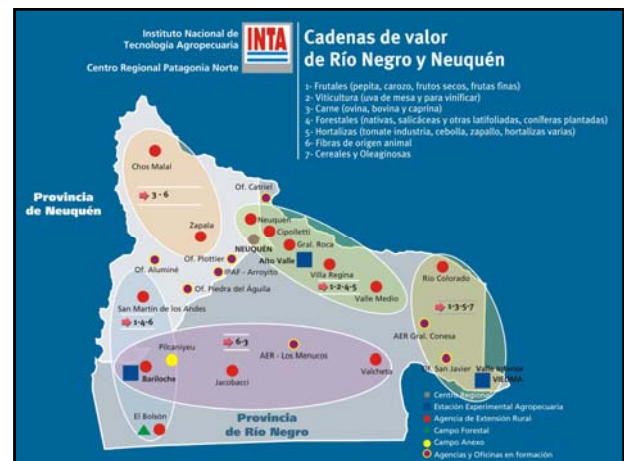 Instituto Nacional de
Tecnología Agropecuaria
Centro Regional Patagonia Norte
INTA
Cadenas de valor
de Río Negro y Neuquén
1- Frutales (pepita, carozo, frutos secos, frutas finas)
2- Viticultura (uva de mesa y para vinificar)
3- Carne (ovina, bovina y caprina)
4- Forestales (nativas, salicáceas y otras latifoliadas, coníferas plantadas)
5- Hortalizas (tomate industria, cebolla, zapallo, hortalizas varias)
6- Fibras de origen animal
7- Cereales y Oleaginosas
Chos Malal
Provincia
de Neuquén
3 - 6
Of. Catriel
Zapala
Neuquen
Cipolletti
NEUQUÉN
Gral. Roca
Of. Plottier
Alto Valle
Of. Aluminé
IPAF - Arroyito
Villa Regina
Rio Colorado
Of. Piedra del Águila
1-2-4-5
Valle Medio
San Martín de los Andes
1-4-6
1-3-5-7
Pilcaniyeu
6-3
AER - Los Menucos
AER Gral. Conesa
Bariloche
Jacobacci
Valcheta
Of. San Javier
VIEDMA
El Bolsón
Provincia
de Río Negro
Centro Regional
Estación Experimental Agropecuaria
Agencia de Extensión Rural
Campo Forestal
Campo Anexo
Agencias y Oficinas en formación